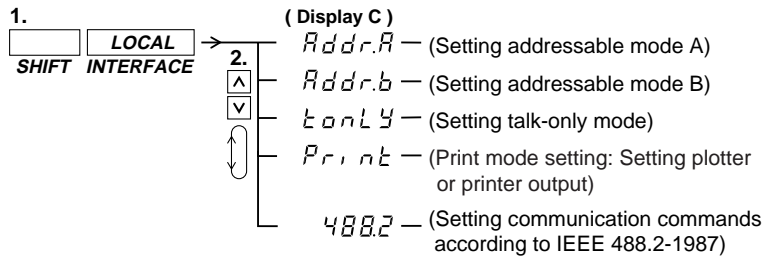 1.
( Display C )
LOCAL
SHIFT INTERFACE
2.
Addr.A (Setting addressable mode A)
Addr.b (Setting addressable mode B)
tonLY (Setting talk-only mode)
Print (Print mode setting: Setting plotter
or printer output)
488.2 (Setting communication commands
according to IEEE 488.2-1987)